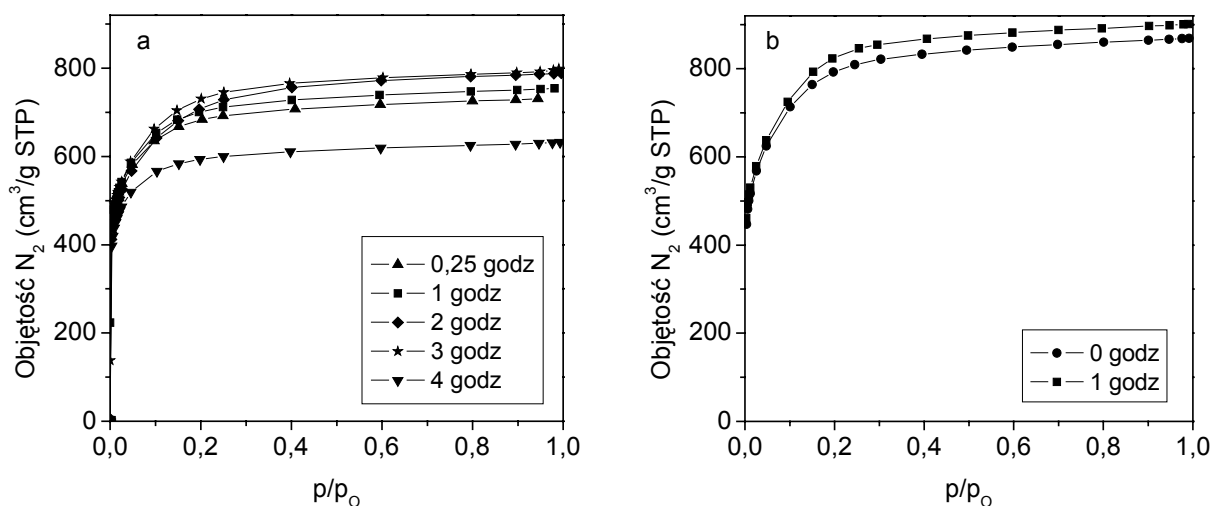 a
800
600
400
200
0
Objętość N2 (cm3/g STP)
0,25 godz
1 godz
2 godz
3 godz
4 godz
0,0 0,2 0,4 0,6 0,8 1,0
p/pO
b
800
600
400
200
0
Objętość N2 (cm3/g STP)
0 godz
1 godz
0,0 0,2 0,4 0,6 0,8 1,0
p/pO